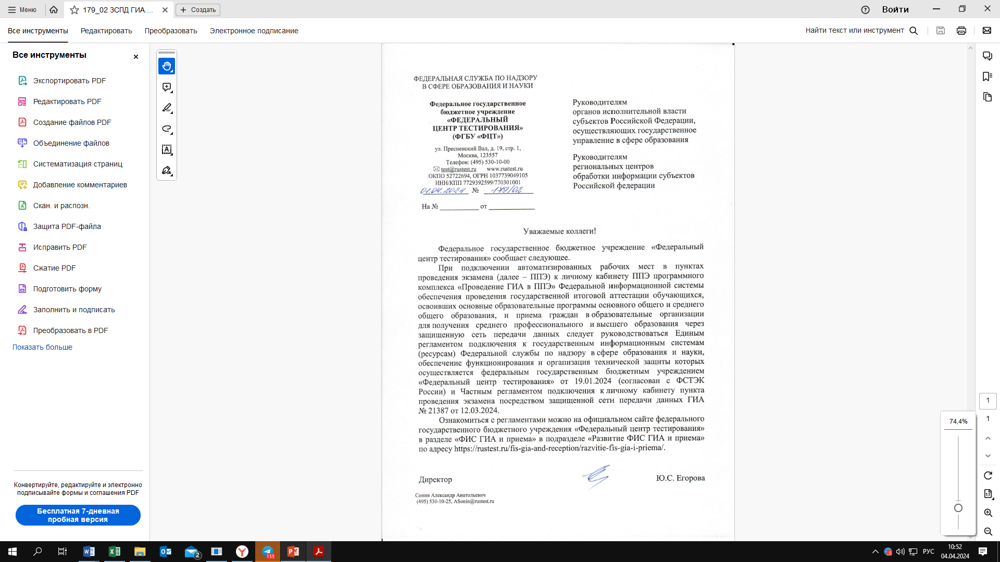 Меню
179_02 ЗСПД ГИА....
Создать
Войти
Все инструменты
Редактировать
Преобразовать
Электронное подписание
Найти текст или инструмент
Все инструменты
Экспортировать PDF
Редактировать PDF
Создание файлов PDF
Объединение файлов
Систематизация страниц
Добавление комментариев
Скан. и распозн.
Защита PDF-файла
Исправить PDF
Сжатие PDF
Подготовить форму
Заполнить и подписать
Преобразовать в PDF
Показать больше
Конвертируйте, редактируйте и электронно
подписывайте формы и соглашения PDF
Бесплатная 7-дневная
пробная версия
ФЕДЕРАЛЬНАЯ СЛУЖБА ПО НАДЗОРУ
В СФЕРЕ ОБРАЗОВАНИЯ И НАУКИ
Федеральное государственное
бюджетное учреждение
«ФЕДЕРАЛЬНЫЙ
ЦЕНТР ТЕСТИРОВАНИЯ»
(ФГБУ «ФЦТ»)
ул. Пресненский Вал, д. 19, стр. 1,
Москва, 123557
Телефон: (495) 530-10-00
test@rustest.ru www.rustest.ru
ОКПО 52722694, ОГРН 1037739049105
ИНН/КПП 7729392599/770301001
01.04.2024 № 179/02
На № ___________ от _____________
Руководителям
органов исполнительной власти
субъектов Российской Федерации,
осуществляющих государственное
управление в сфере образования
Руководителям
региональных центров
обработки информации субъектов
Российской федерации
Уважаемые коллеги!
Федеральное государственное бюджетное учреждение «Федеральный
центр тестирования» сообщает следующее.
При подключении автоматизированных рабочих мест в пунктах
проведения экзамена (далее – ППЭ) к личному кабинету ППЭ программного
комплекса «Проведение ГИА в ППЭ» Федеральной информационной системы
обеспечения проведения государственной итоговой аттестации обучающихся,
освоивших основные образовательные программы основного общего и среднего
общего образования, и приема граждан в образовательные организации
для получения среднего профессионального и высшего образования через
защищенную сеть передачи данных следует руководствоваться Единым
регламентом подключения к государственным информационным системам
(ресурсам) Федеральной службы по надзору в сфере образования и науки,
обеспечение функционирования и организация технической защиты которых
осуществляется федеральным государственным бюджетным учреждением
«Федеральный центр тестирования» от 19.01.2024 (согласован с ФСТЭК
России) и Частным регламентом подключения к личному кабинету пункта
проведения экзамена посредством защищенной сети передачи данных ГИА
№ 21387 от 12.03.2024.
Ознакомиться с регламентами можно на официальном сайте федерального
государственного бюджетного учреждения «Федеральный центр тестирования»
в разделе «ФИС ГИА и приема» в подразделе «Развитие ФИС ГИА и приема»
по адресу https://rustest.ru/fis-gia-and-reception/razvitie-fis-gia-i-priema/.
Директор
Ю.С. Егорова
Сонин Александр Анатольевич
(495) 530-10-25, ASonin@rustest.ru
1
1
74,4%
2
155
РУС
10:52
04.04.2024